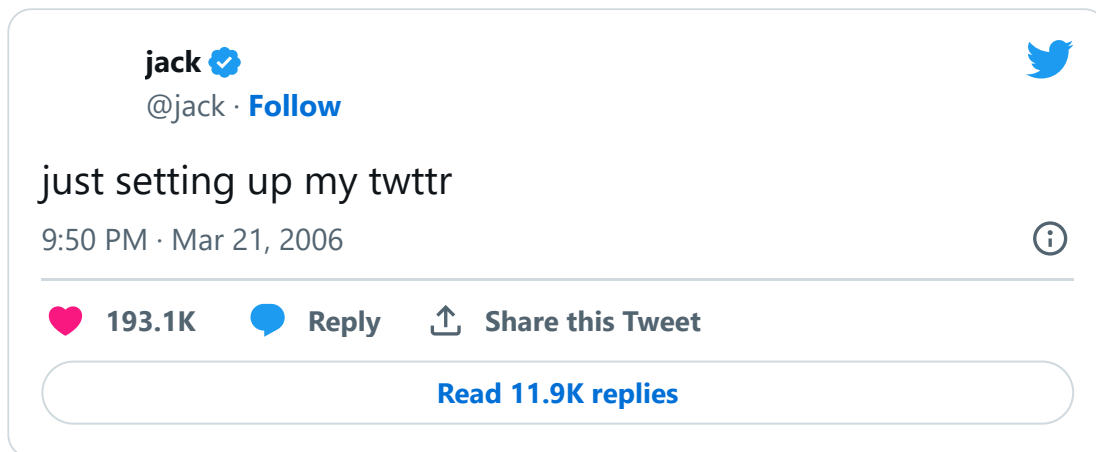 jack
@jack · Follow
just setting up my twttr
9:50 PM · Mar 21, 2006
193.1K Reply Share this Tweet
Read 11.9K replies